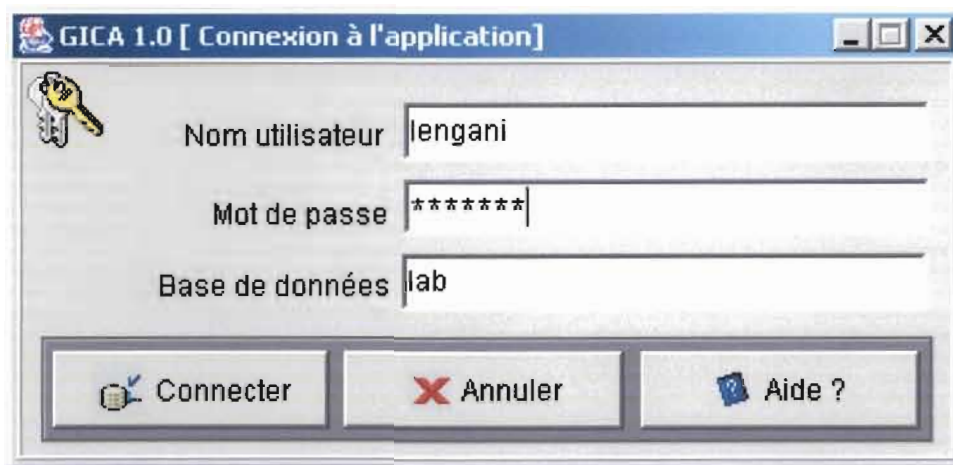 GICA 1.0 [ Connexion à l'application]
Nom utilisateur lengani
Mot de passe *******
Base de données lab
Connecter Annuler Aide ?